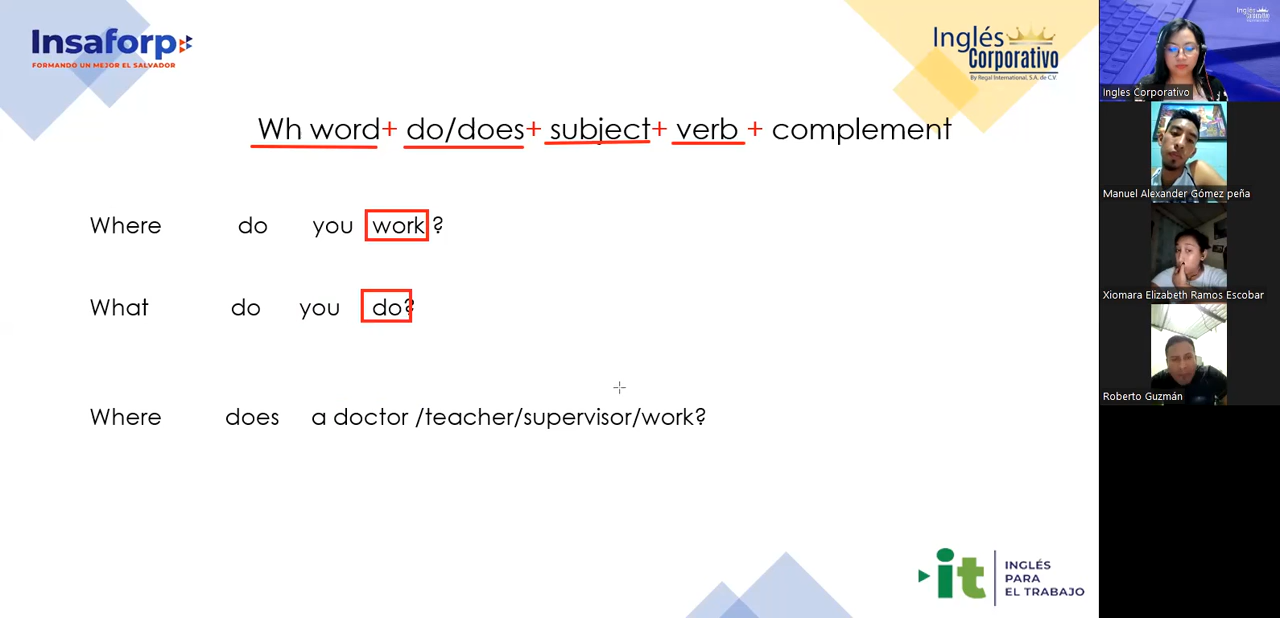 Insaforp
FORMANDO UN MEJOR EL SALVADOR
Inglés
Corporativo
By Regal International, S.A. de C.V.
Wh word+ do/does+ subject+ verb + complement
Where do you work ?
What do you do?
Where does a doctor /teacher/supervisor/work?
it
INGLÉS
PARA
EL TRABAJO
Inglés
Ingles Corporativo
Manuel Alexander Gómez peña
Xiomara Elizabeth Ramos Escobar
Roberto Guzmán